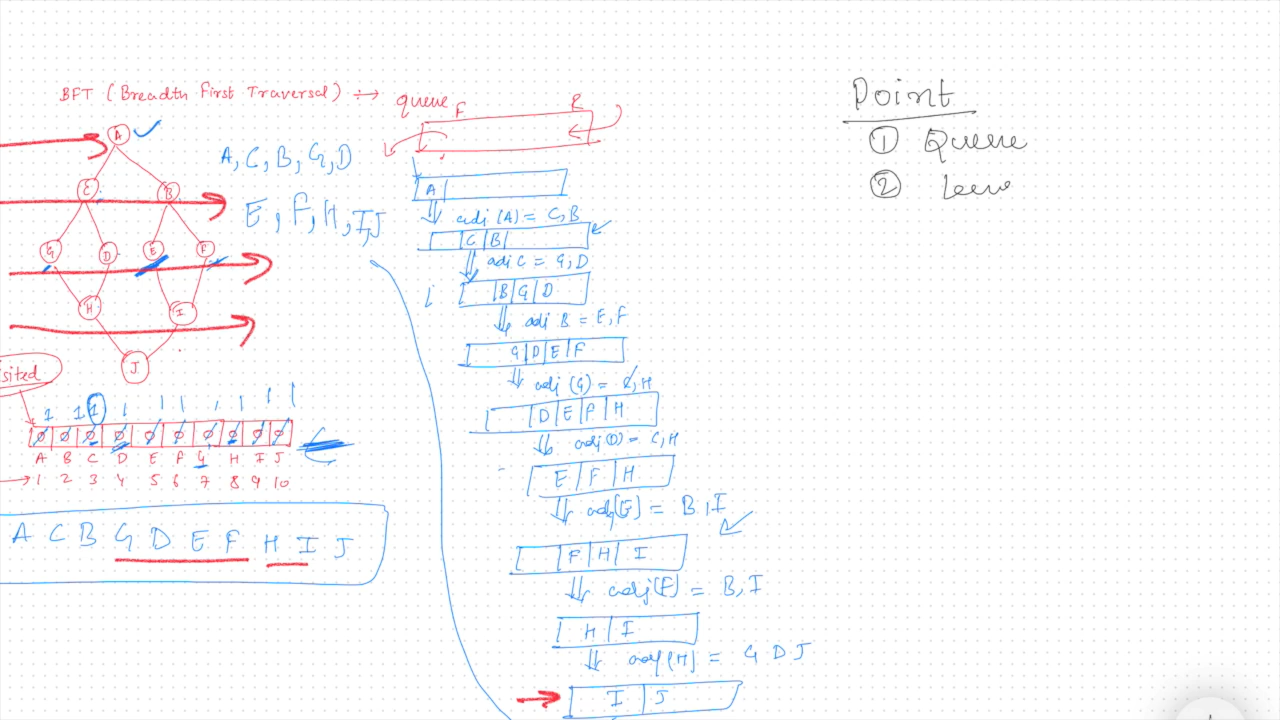 BFT (Breadth First Traversal) :→
queue
F
R
A
C
B
G
D
E
F
H
I
J
A, C, B, G, D
E, F, H, I, J
A
adj (A) = C, B
C B
adj C = G, D
B G D
adj B = E, F
G D E F
adj (G) = C, H
D E F H
adj (D) = C, H
E F H
adj(E) = B, I
F H I
adj(F) = B, I
H I
adj(H) = G D J
I J
sited
1 1 1 1 1 1 1 1 1 1
0 0 0 0 0 0 0 0 0 0
A B C D E F G H I J
→ 1 2 3 4 5 6 7 8 9 10
A C B G D E F H I J
Point
① Queue
②